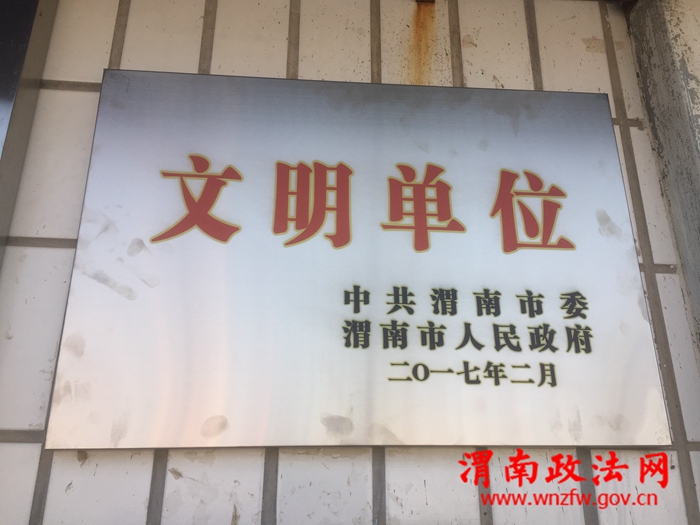 文明单位
中共渭南市委
渭南市人民政府
二〇一七年二月
渭南政法网
www.wnzfw.gov.cn